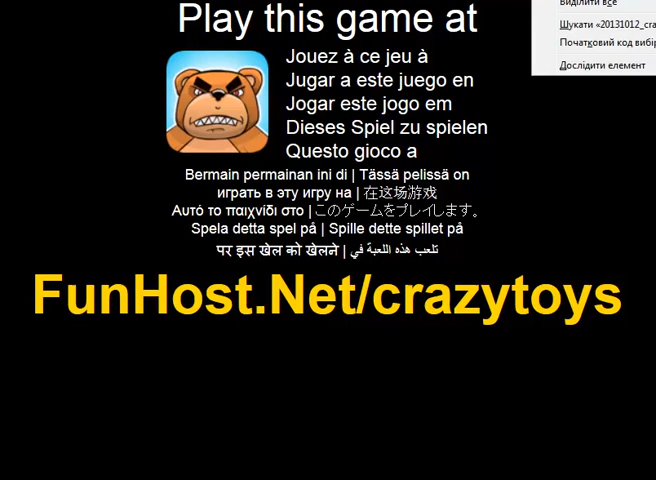 Play this game at
Виділити все
Шукати «20131012_cra
Початковий код вибір
Дослідити елемент
Jouez à ce jeu à
Jugar a este juego en
Jogar este jogo em
Dieses Spiel zu spielen
Questo gioco a
Bermain permainan ini di | Tässä pelissä on
играть в эту игру на | 在这场游戏
Αυτό το παιχνίδι στο | このゲームをプレイします。
Spela detta spel på | Spille dette spillet på
पर इस खेल को खेलने | تلعب هذه اللعبة في
FunHost.Net/crazytoys